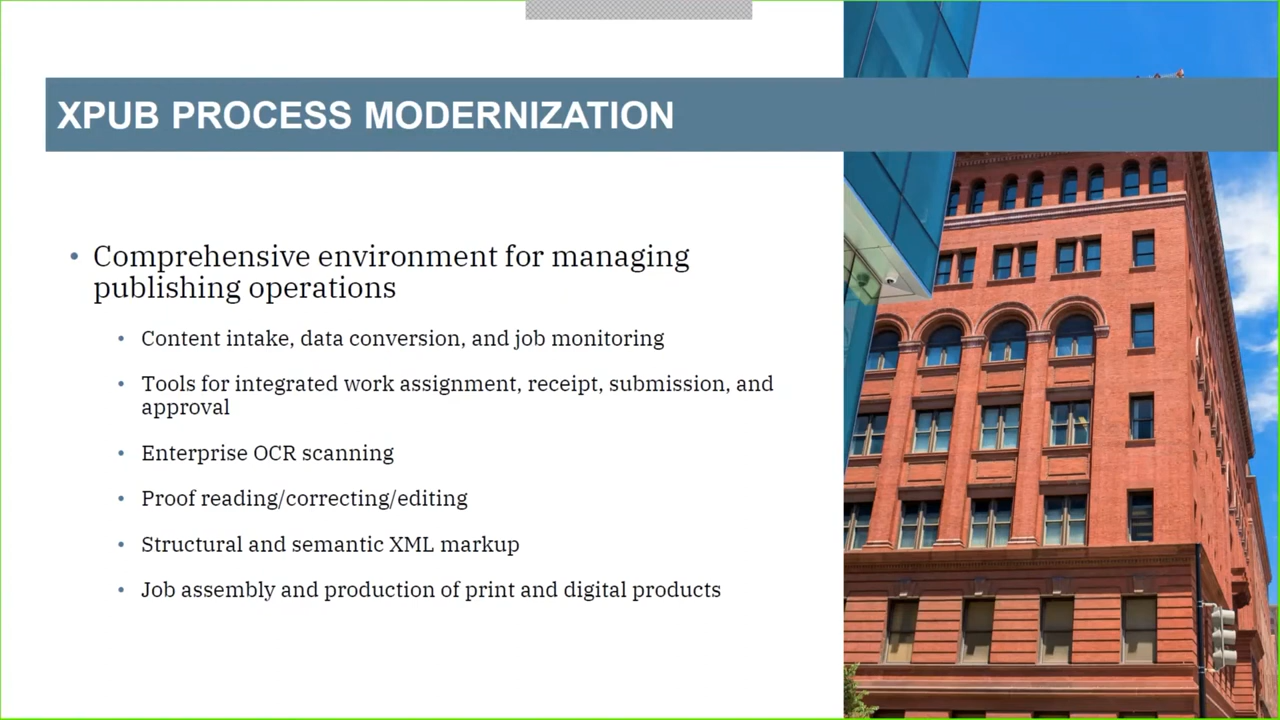 XPUB PROCESS MODERNIZATION
• Comprehensive environment for managing
publishing operations
• Content intake, data conversion, and job monitoring
• Tools for integrated work assignment, receipt, submission, and
approval
• Enterprise OCR scanning
• Proof reading/correcting/editing
• Structural and semantic XML markup
• Job assembly and production of print and digital products